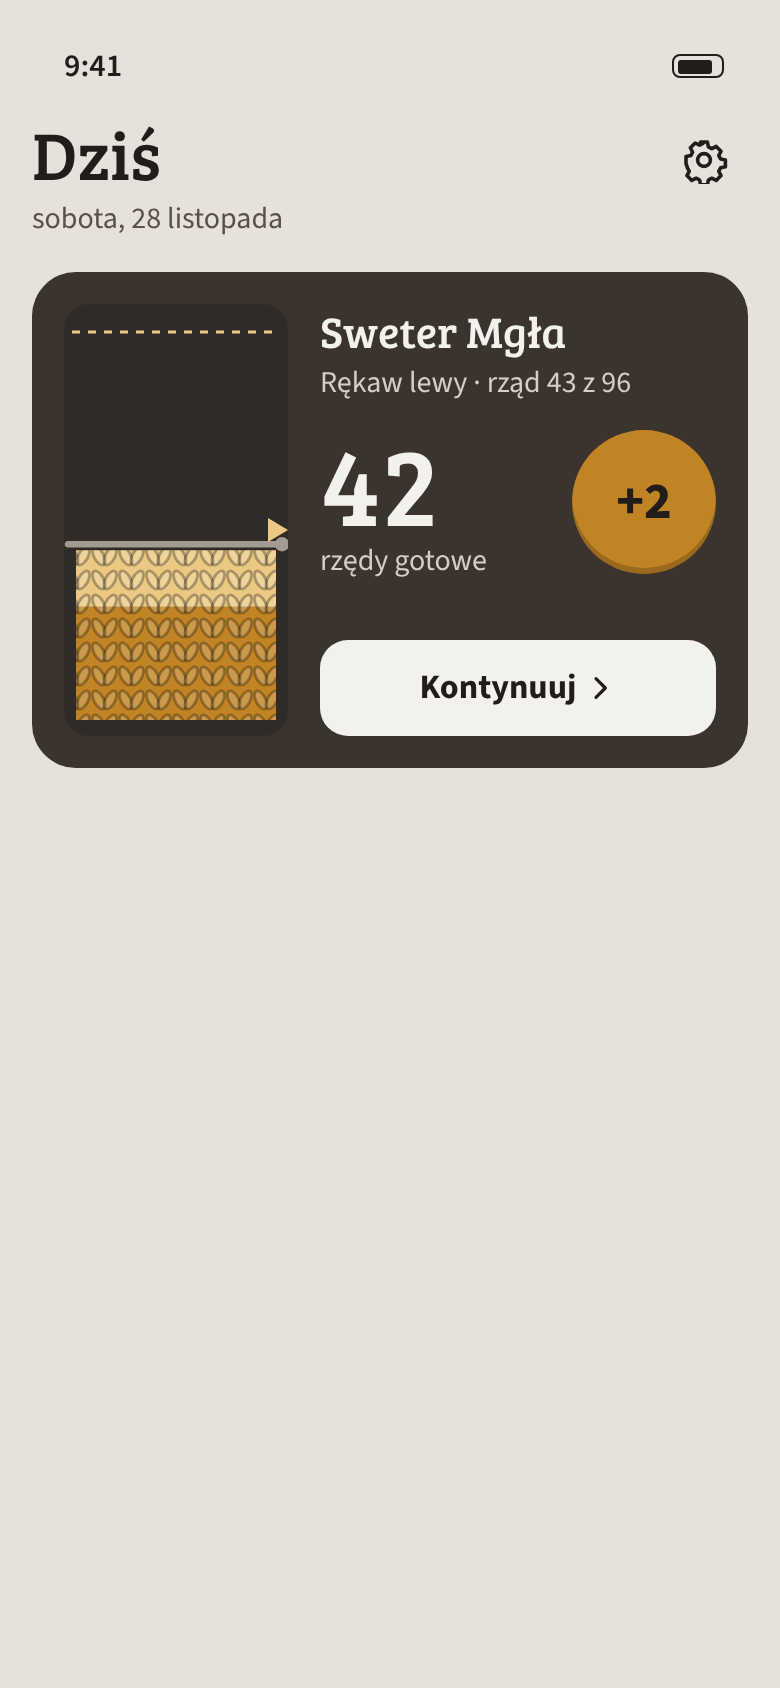 9:41
Dziś
sobota, 28 listopada
Sweter Mgła
Rękaw lewy · rząd 43 z 96
42
+2
rzędy gotowe
Kontynuuj